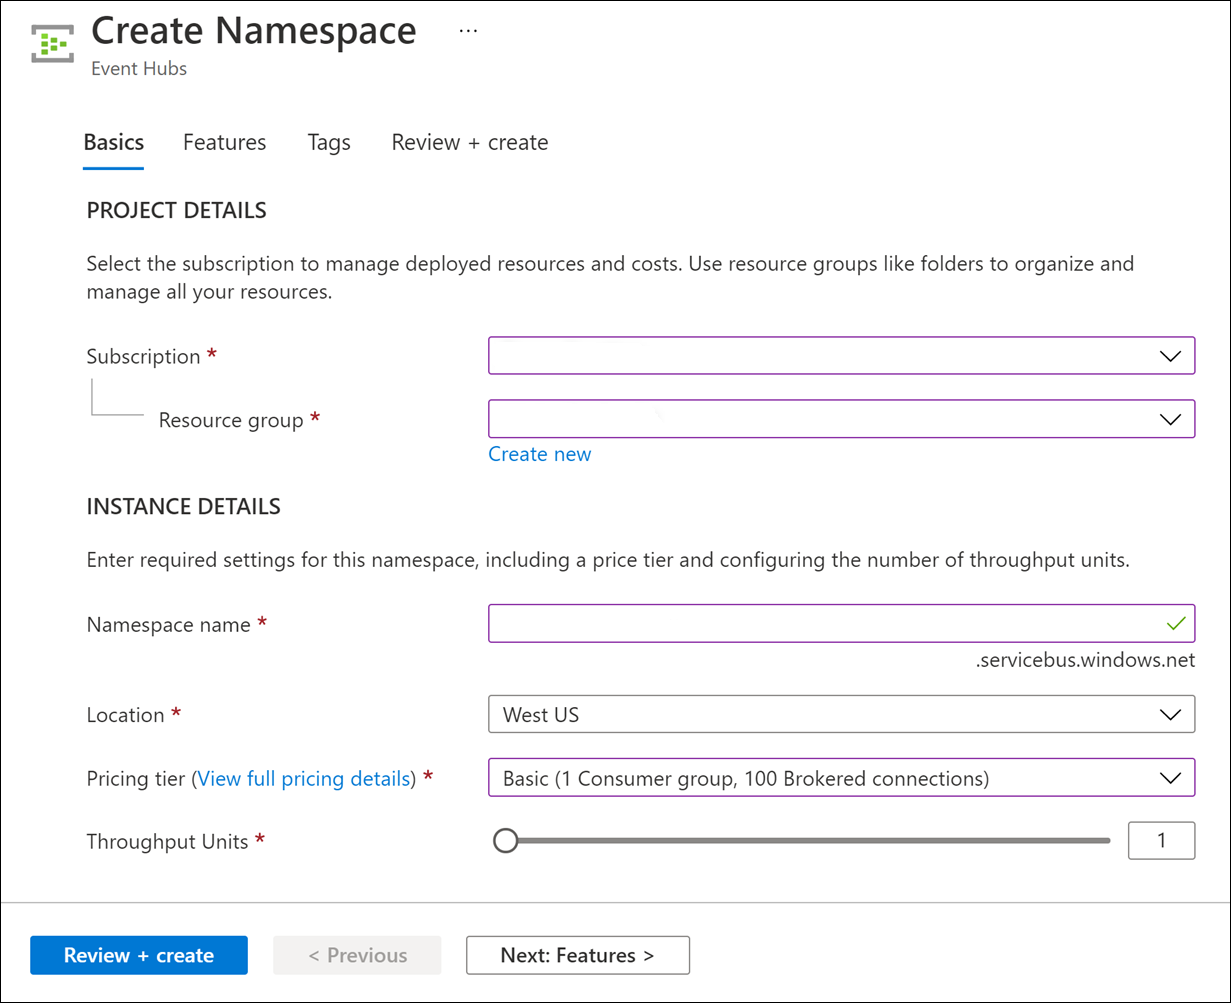 Create Namespace ...
Event Hubs
Basics Features Tags Review + create
PROJECT DETAILS
Select the subscription to manage deployed resources and costs. Use resource groups like folders to organize and
manage all your resources.
Subscription *
Resource group *
Create new
INSTANCE DETAILS
Enter required settings for this namespace, including a price tier and configuring the number of throughput units.
Namespace name *
.servicebus.windows.net
Location * West US
Pricing tier (View full pricing details) * Basic (1 Consumer group, 100 Brokered connections)
Throughput Units * 1
Review + create < Previous Next: Features >